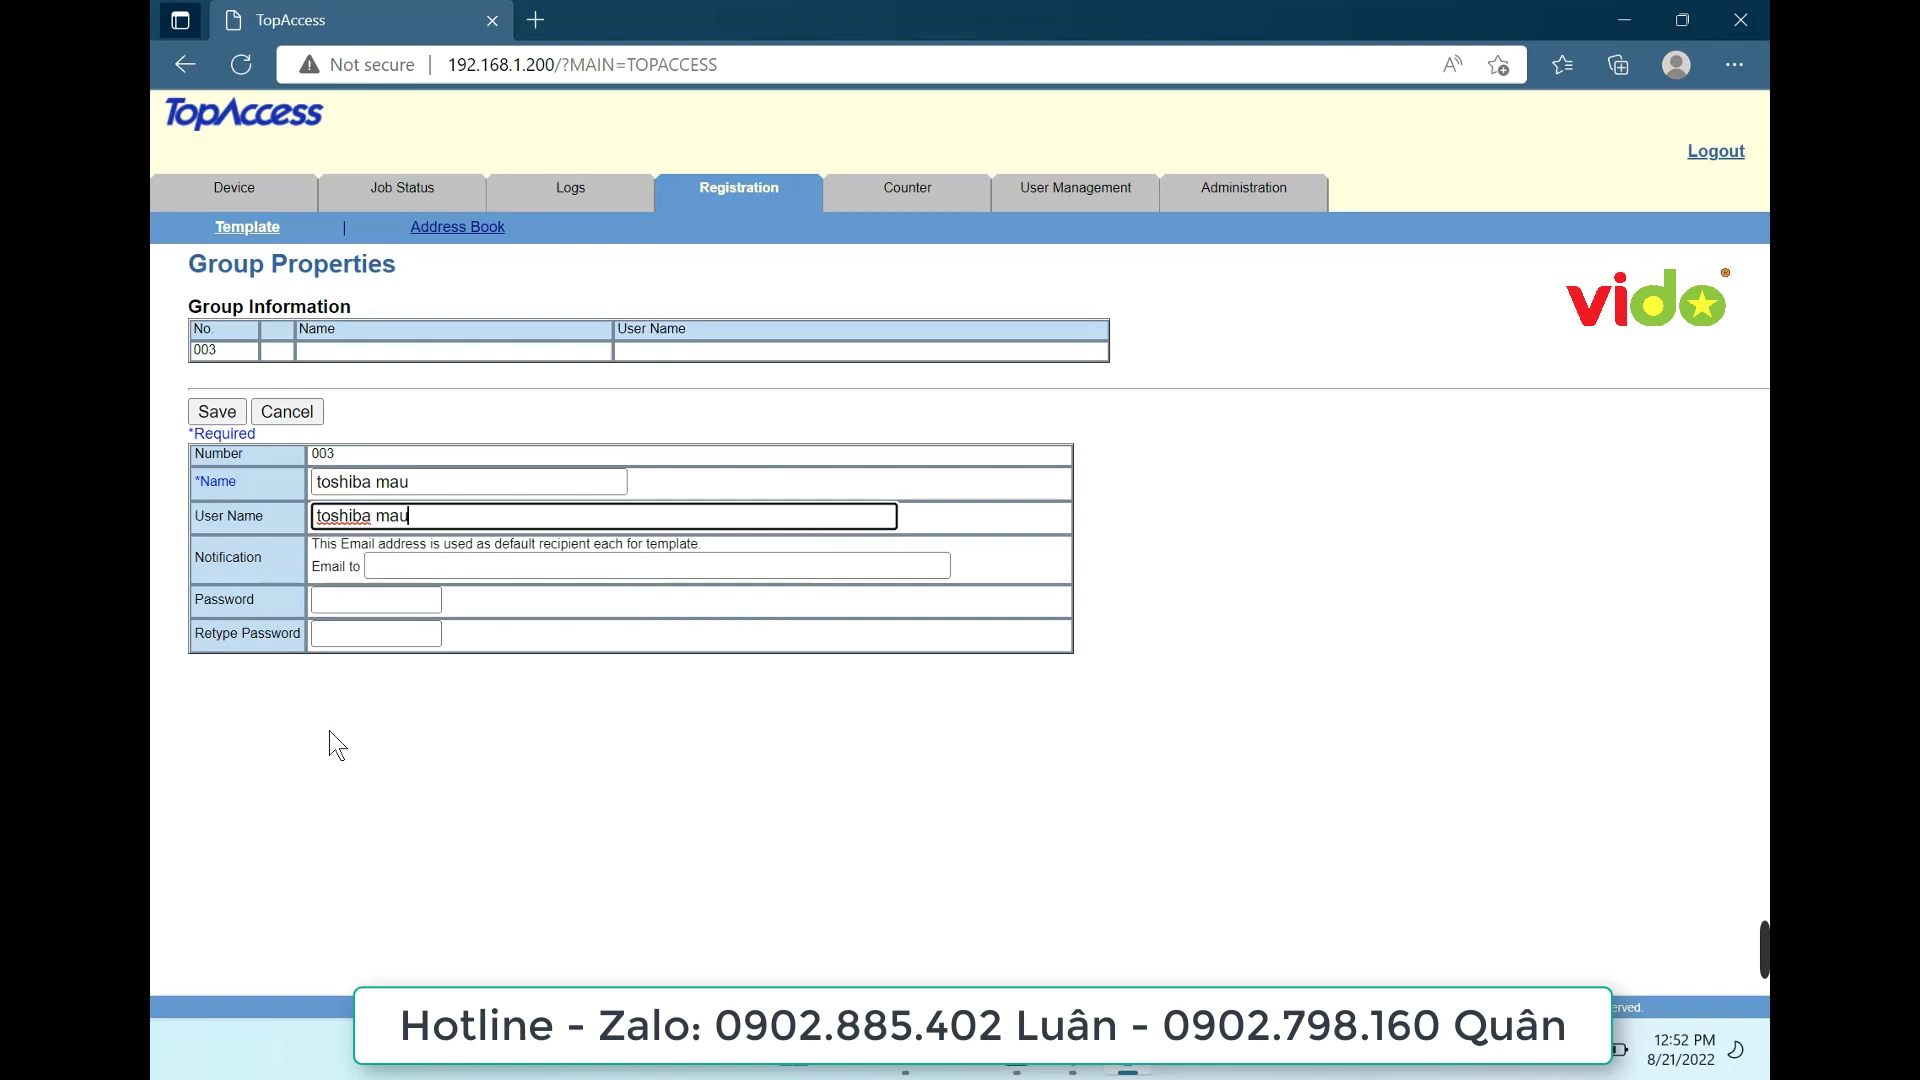 TopAccess
Not secure
192.168.1.200/?MAIN=TOPACCESS
TopAccess
Logout
Device
Job Status
Logs
Registration
Counter
User Management
Administration
Template | Address Book
Group Properties
vido
Group Information
No. Name User Name
003
Save Cancel
*Required
Number 003
*Name toshiba mau
User Name toshiba mau
This Email address is used as default recipient each for template.
Notification
Email to
Password
Retype Password
erved.
Hotline - Zalo: 0902.885.402 Luân - 0902.798.160 Quân
12:52 PM
8/21/2022